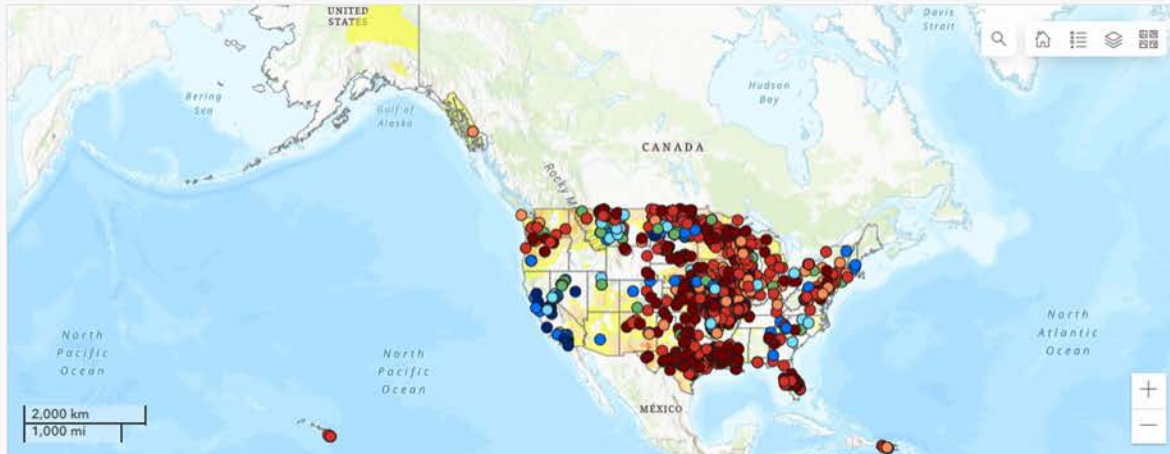 UNITED
STATES
Davis
Strait
Hudson
Bay
Bering
Sea
Gulf of
Alaska
CANADA
Rocky M
North
Pacific
Ocean
North
Pacific
Ocean
North
Atlantic
Ocean
MÉXICO
2,000 km
1,000 mi